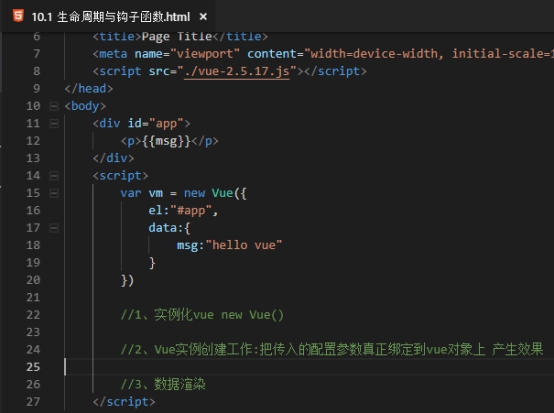 10.1 生命周期与钩子函数.html ×
6 <title>Page Title</title>
7 <meta name="viewport" content="width=device-width, initial-scale=1
8 <script src="./vue-2.5.17.js"></script>
9 </head>
10 <body>
11 <div id="app">
12 <p>{{msg}}</p>
13 </div>
14 <script>
15 var vm = new Vue({
16 el:"#app",
17 data:{
18 msg:"hello vue"
19 }
20 })
21
22 //1、实例化vue new Vue()
23
24 //2、Vue实例创建工作:把传入的配置参数真正绑定到vue对象上 产生效果
25
26 //3、数据渲染
27 </script>